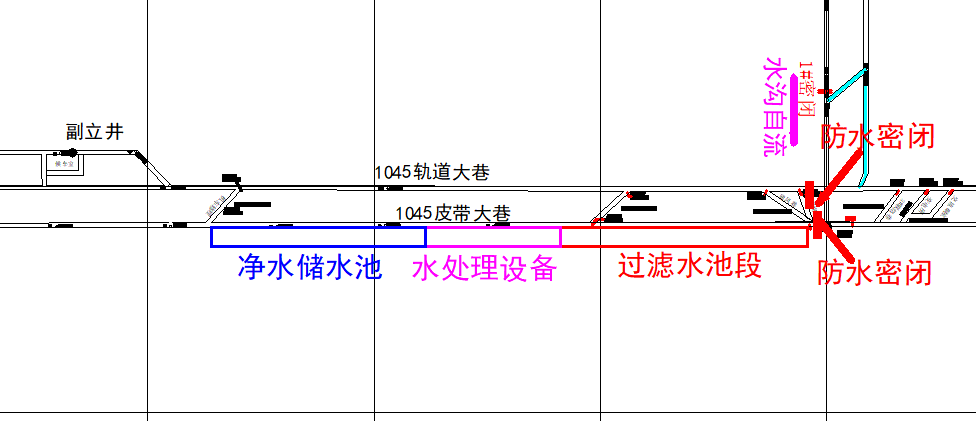 水沟自流
1#密闭
副立井
防水密闭
1045轨道大巷
1045皮带大巷
净水储水池
水处理设备
过滤水池段
防水密闭